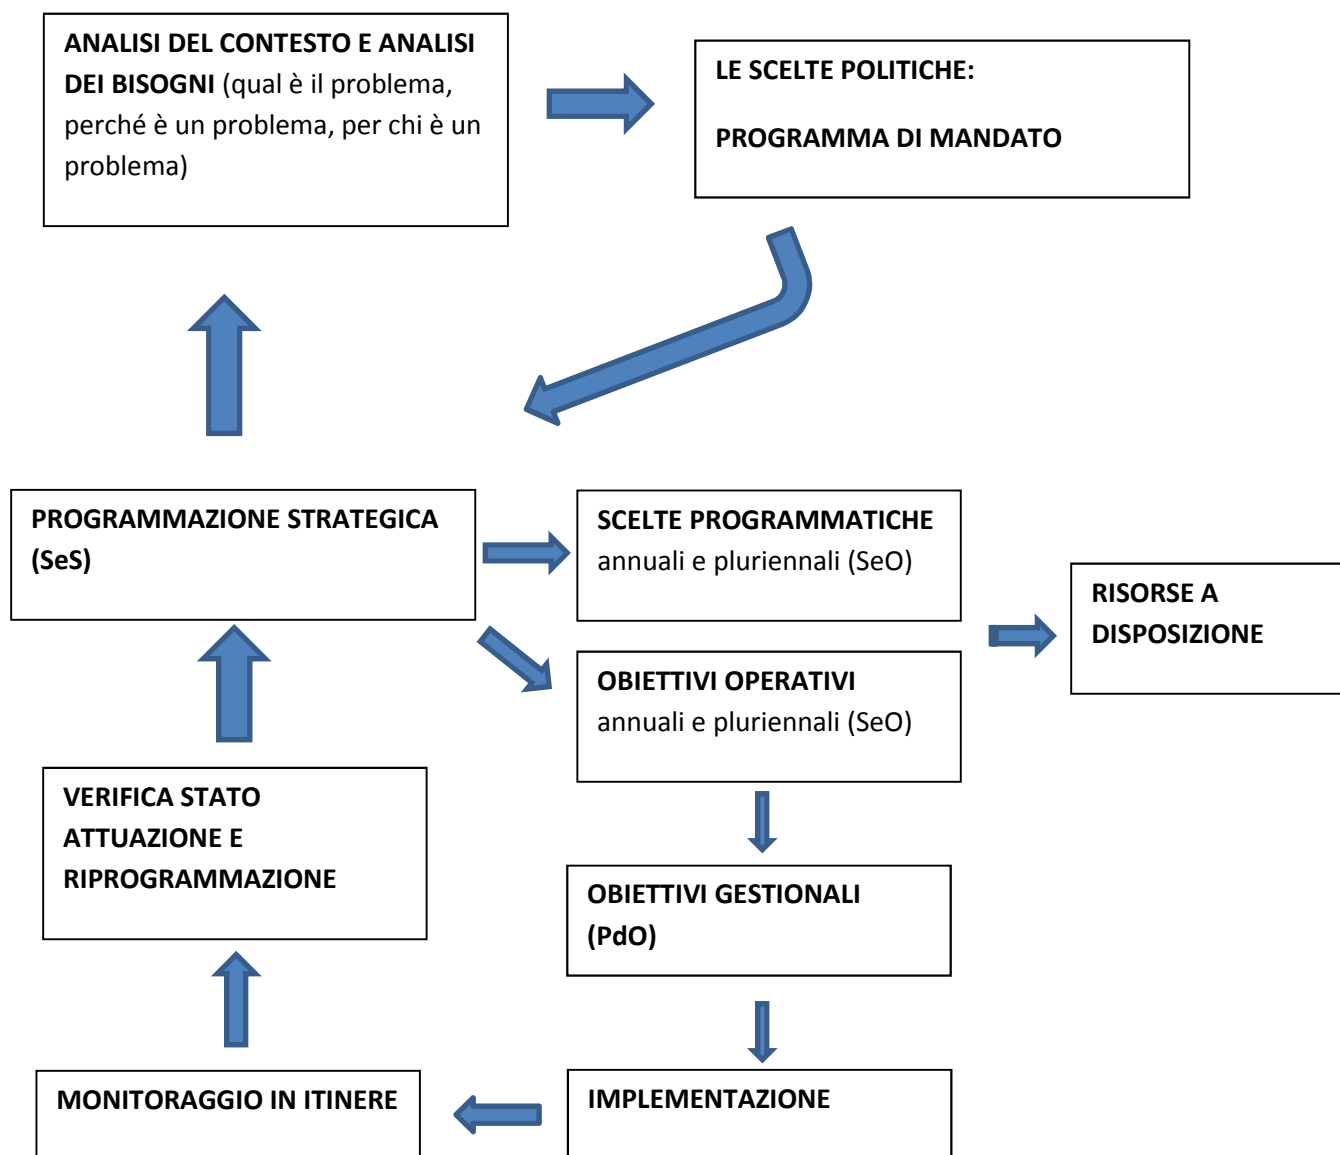 ANALISI DEL CONTESTO E ANALISI
DEI BISOGNI (qual è il problema,
perché è un problema, per chi è un
problema)
LE SCELTE POLITICHE:
PROGRAMMA DI MANDATO
PROGRAMMAZIONE STRATEGICA
(SeS)
SCELTE PROGRAMMATICHE
annuali e pluriennali (SeO)
RISORSE A
DISPOSIZIONE
OBIETTIVI OPERATIVI
annuali e pluriennali (SeO)
VERIFICA STATO
ATTUAZIONE E
RIPROGRAMMAZIONE
OBIETTIVI GESTIONALI
(PdO)
MONITORAGGIO IN ITINERE
IMPLEMENTAZIONE